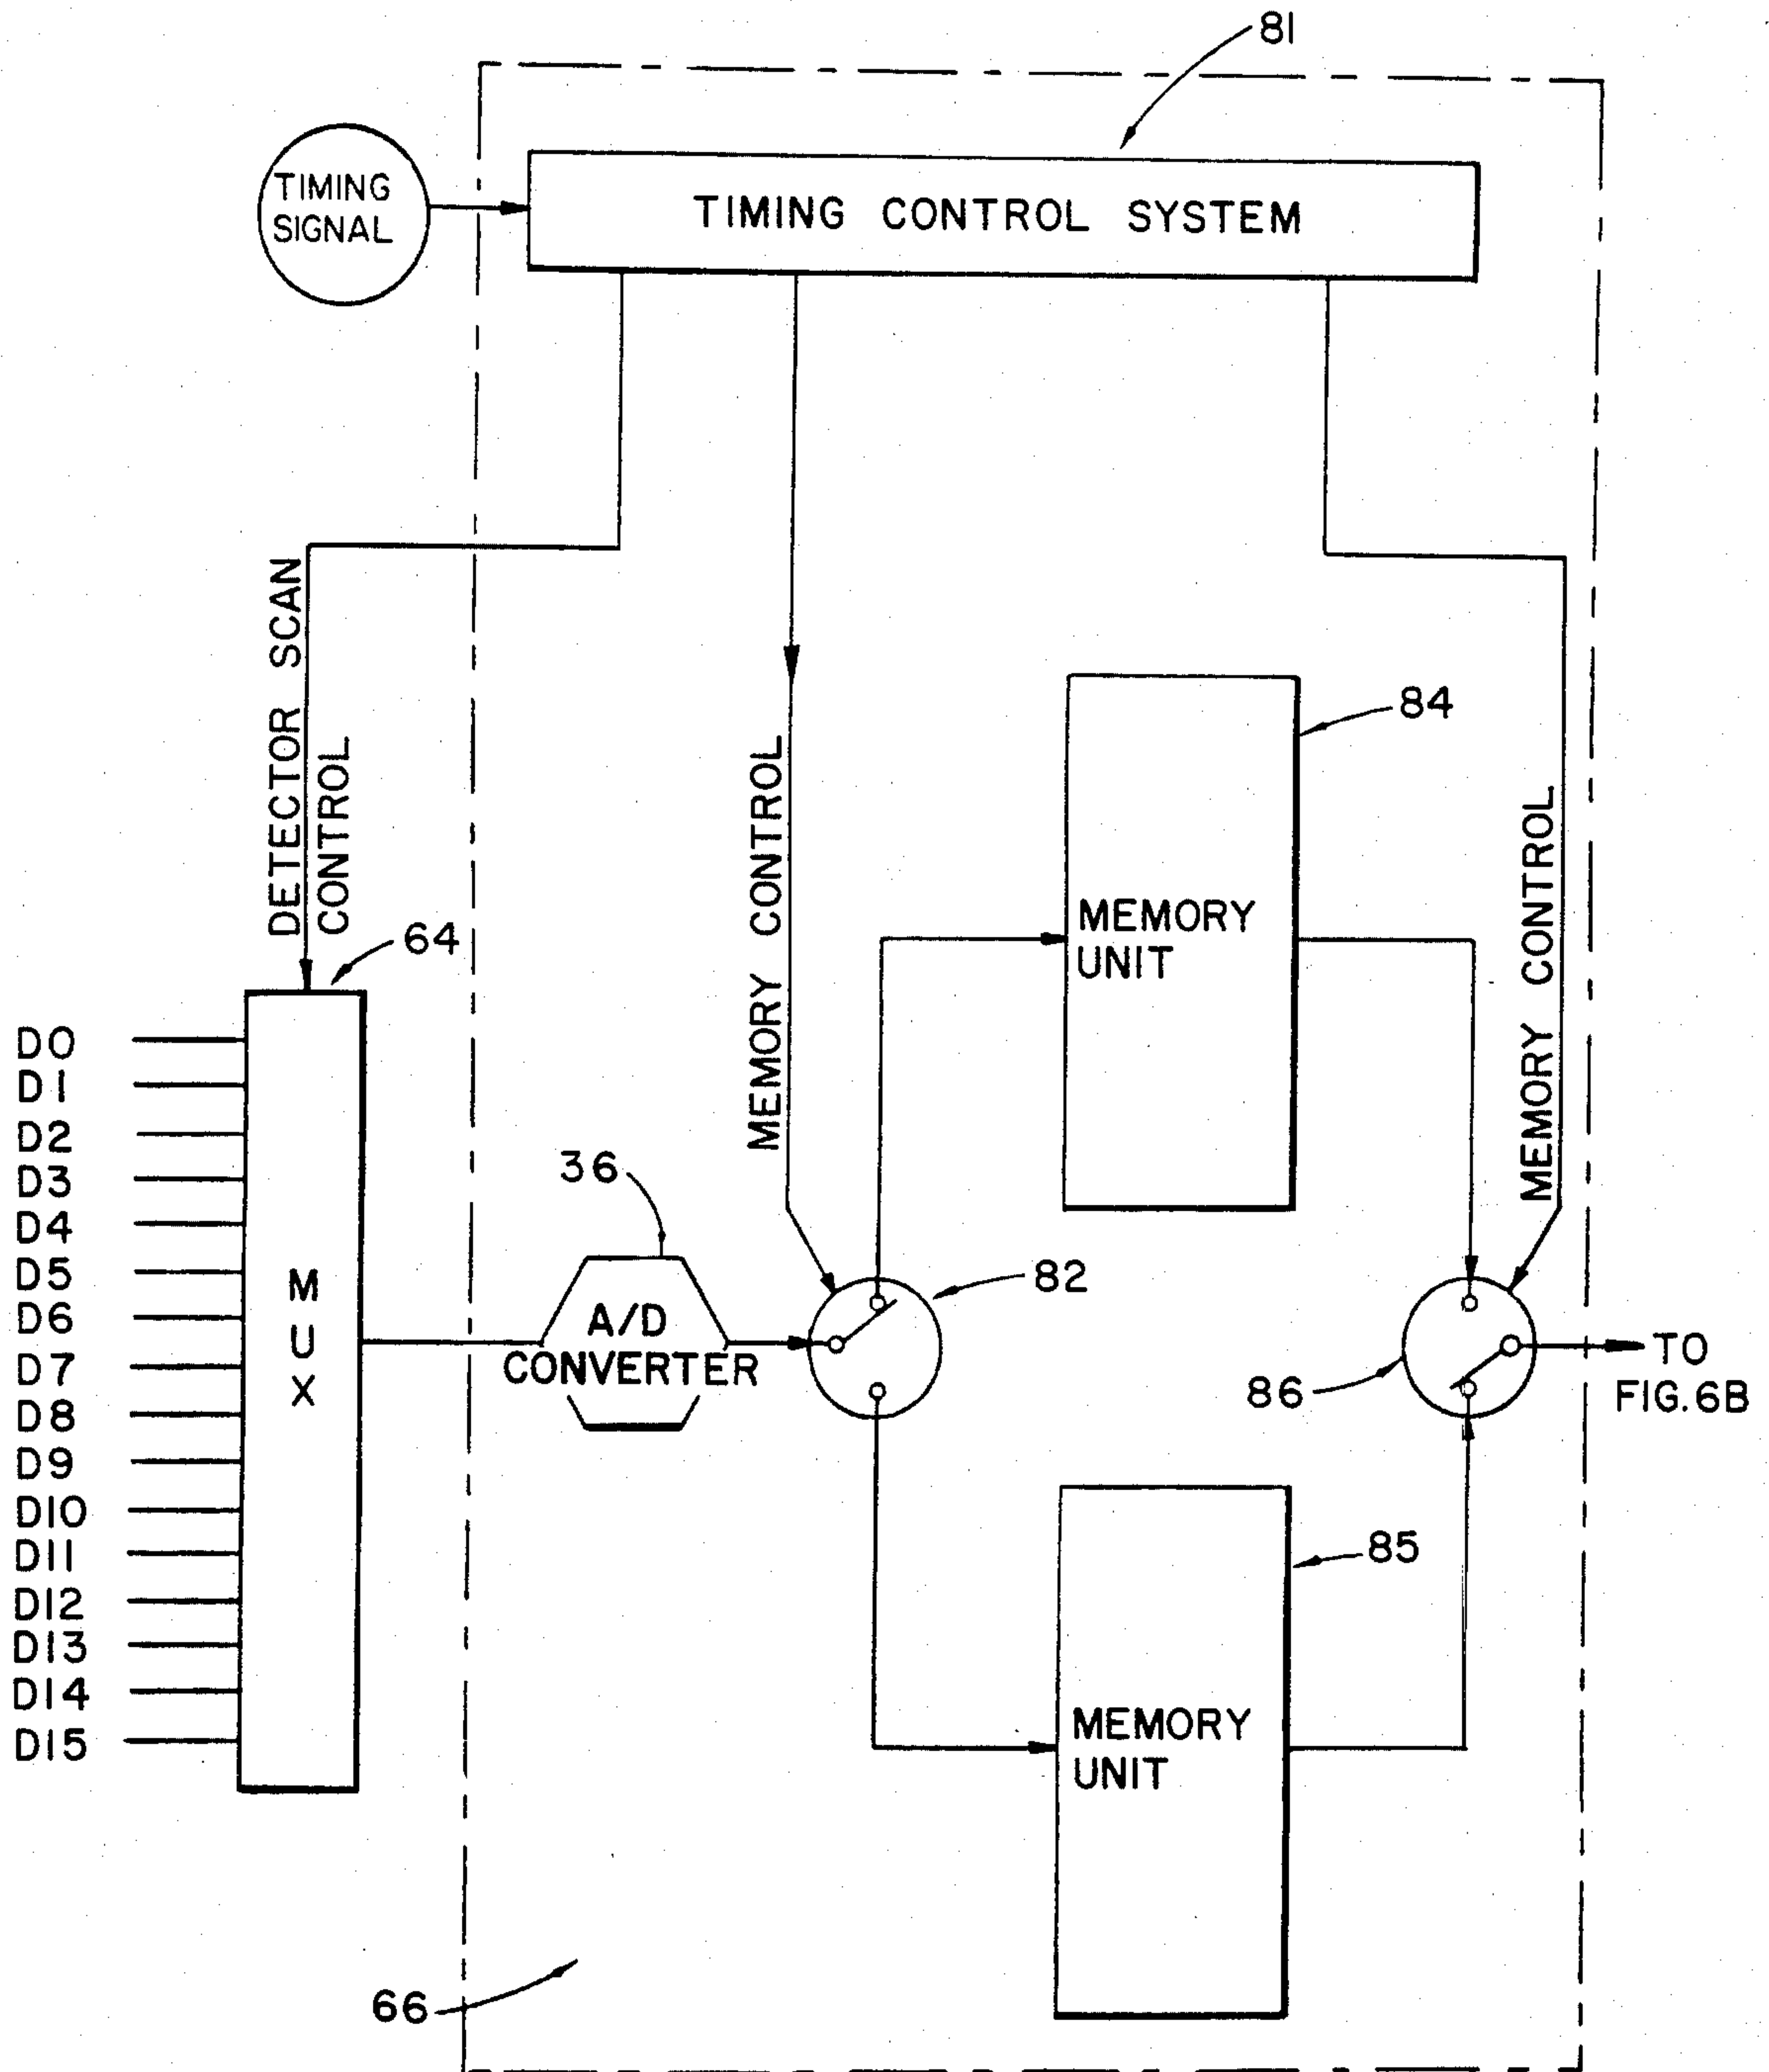 81
TIMING
SIGNAL
TIMING CONTROL SYSTEM
DETECTOR SCAN
CONTROL
MEMORY CONTROL
MEMORY CONTROL
84
MEMORY
UNIT
64
D0
D1
D2
D3
D4
D5
D6
D7
D8
D9
D10
D11
D12
D13
D14
D15
M
U
X
36
A/D
CONVERTER
82
86
TO
FIG.6B
85
MEMORY
UNIT
66